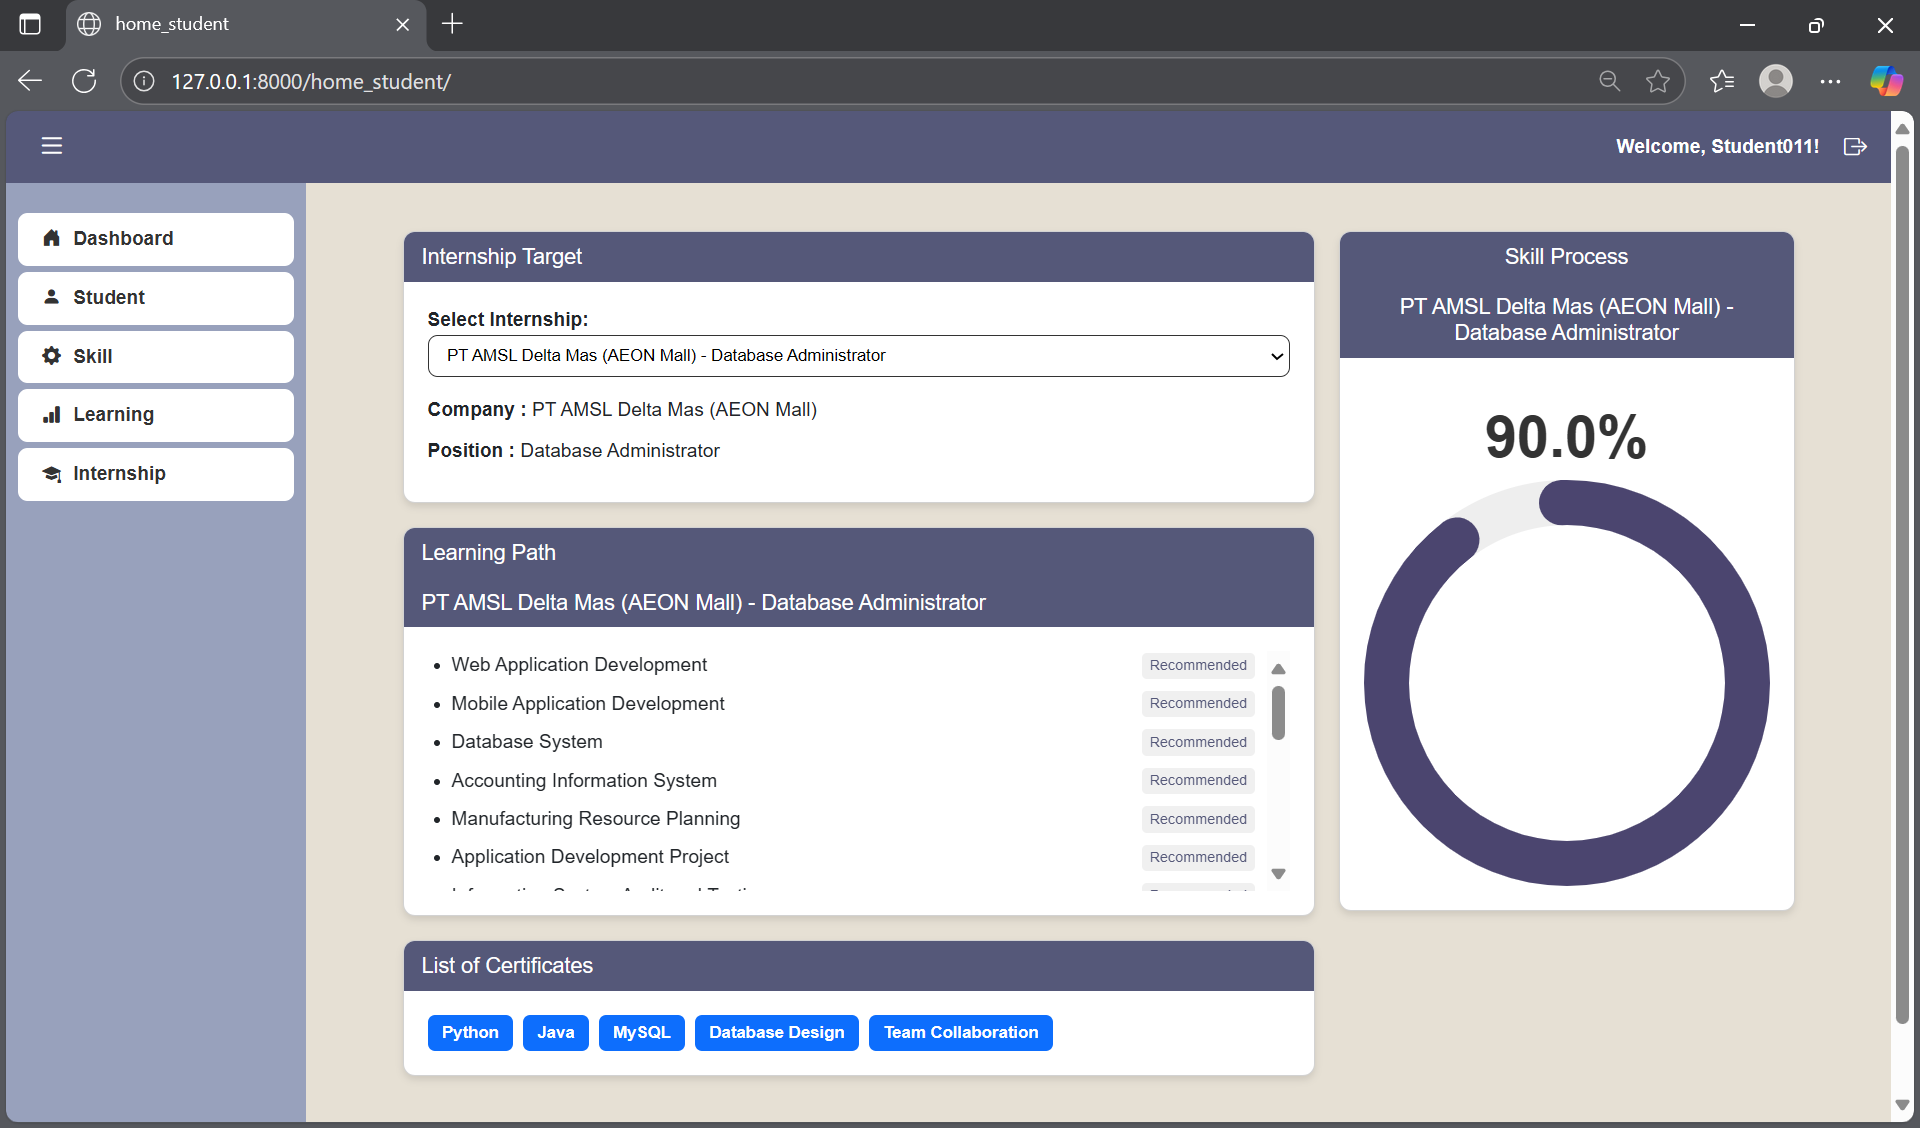 home_student
127.0.0.1:8000/home_student/
Welcome, Student011!
Dashboard
Student
Skill
Learning
Internship
Internship Target
Select Internship:
PT AMSL Delta Mas (AEON Mall) - Database Administrator
Company : PT AMSL Delta Mas (AEON Mall)
Position : Database Administrator
Learning Path
PT AMSL Delta Mas (AEON Mall) - Database Administrator
Web Application Development Recommended
Mobile Application Development Recommended
Database System Recommended
Accounting Information System Recommended
Manufacturing Resource Planning Recommended
Application Development Project Recommended
List of Certificates
Python Java MySQL Database Design Team Collaboration
Skill Process
PT AMSL Delta Mas (AEON Mall) -
Database Administrator
90.0%